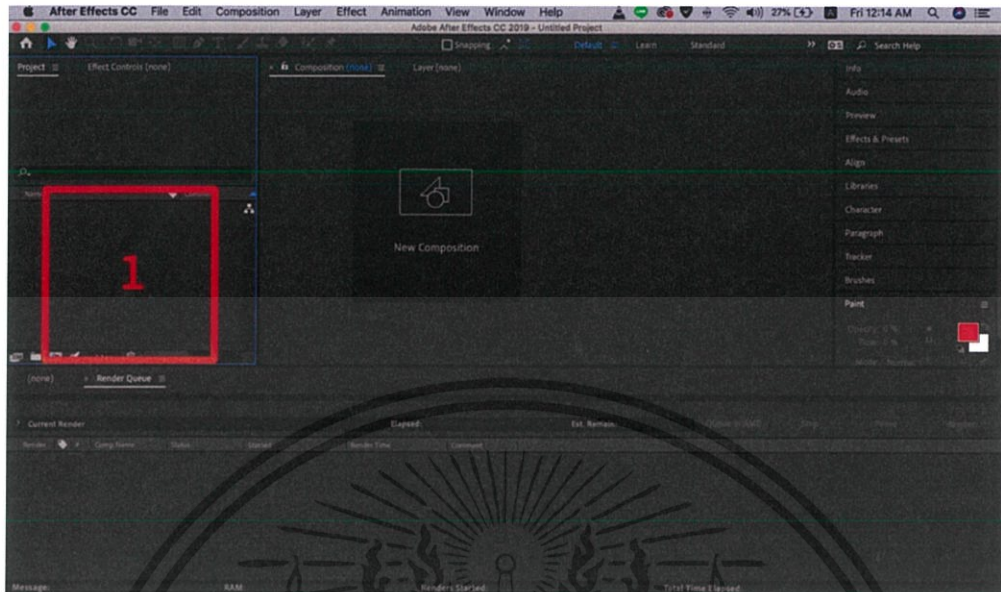 After Effects CC File Edit Composition Layer Effect Animation View Window Help 27% Fri 12:14 AM
Adobe After Effects CC 2019 - Untitled Project
Snapping Default Learn Standard Search Help
Project Effect Controls (none) Composition (none) Layer (none)
Info
Audio
Preview
Effects & Presets
Align
Libraries
Character
Paragraph
Tracker
Brushes
Paint
Name
New Composition
1
(none) Render Queue
Current Render Elapsed: Est. Remain:
Render Comp Name Status Started Render Time Comment
Message: RAM: Renders Started: Total Time Elapsed: